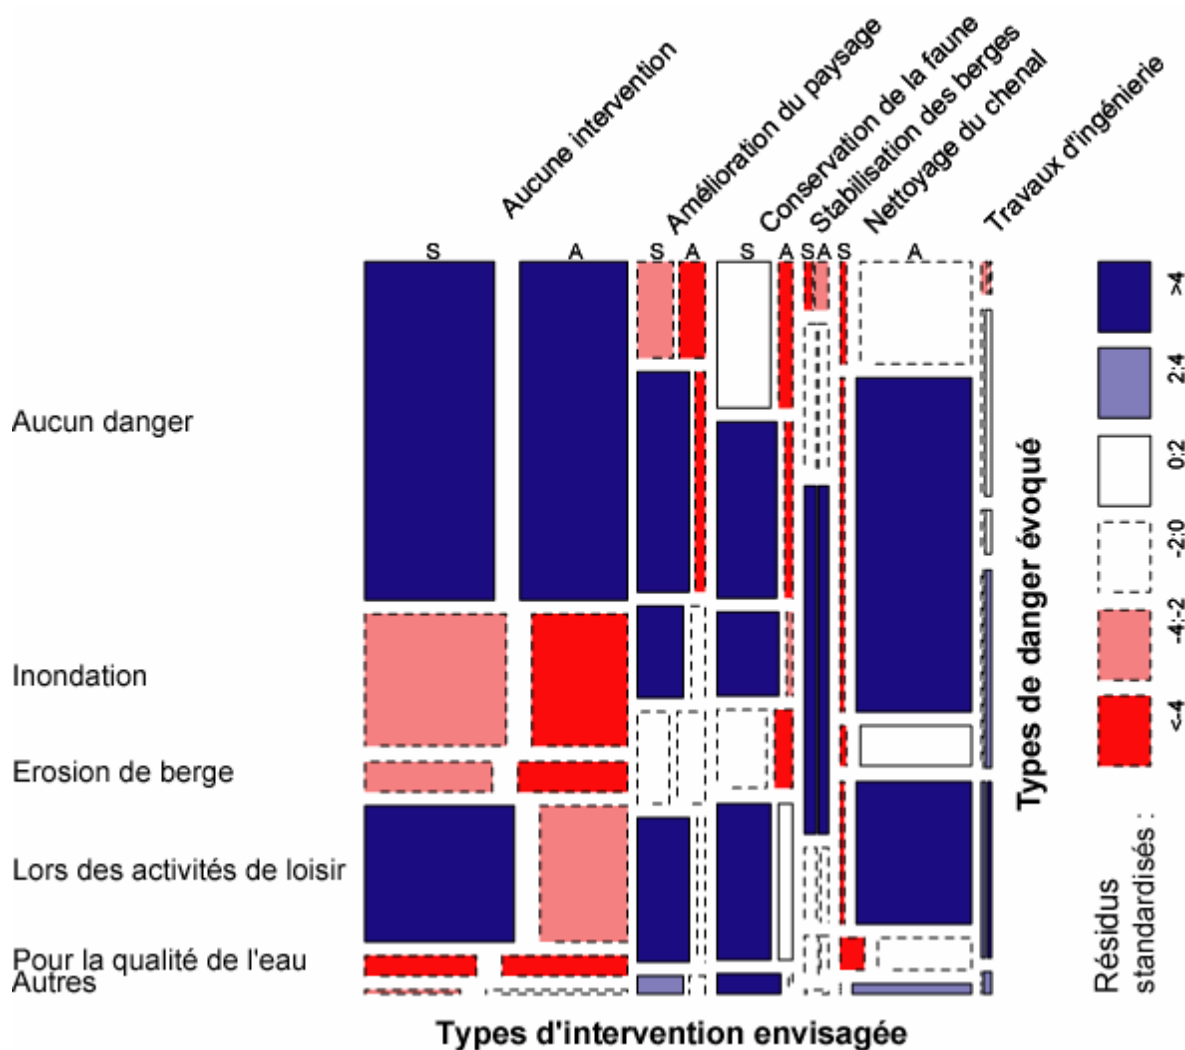 Aucune intervention
Amélioration du paysage
Conservation de la faune
Stabilisation des berges
Nettoyage du chenal
Travaux d'ingénierie
S A S A S A S A S A
Aucun danger
Inondation
Erosion de berge
Lors des activités de loisir
Pour la qualité de l'eau
Autres
Types de danger évoqué
>4
2:4
0:2
-2:0
-4:-2
<-4
Résidus
standardisés :
Types d'intervention envisagée